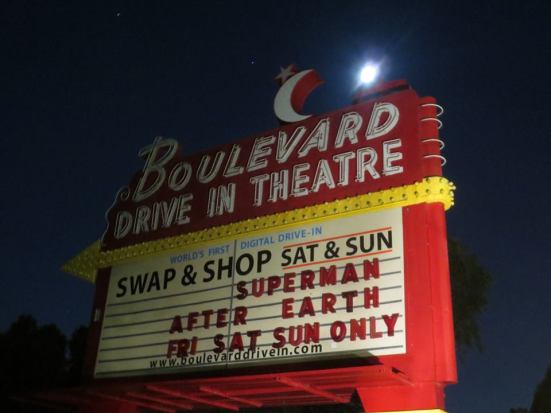 BOULEVARD
DRIVE IN THEATRE
WORLD'S FIRST DIGITAL DRIVE-IN
SWAP & SHOP SAT & SUN
SUPERMAN
AFTER EARTH
FRI SAT SUN ONLY
www.boulevarddrivein.com